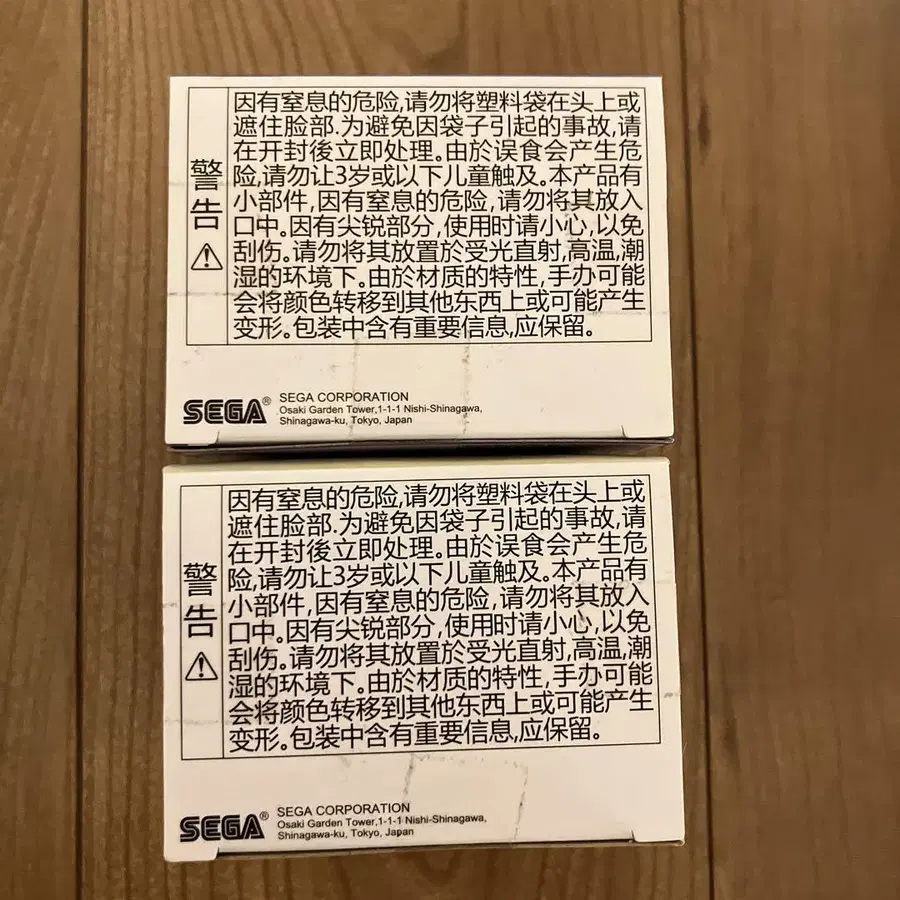 警告
因有窒息的危险,请勿将塑料袋在头上或
遮住脸部.为避免因袋子引起的事故,请
在开封後立即处理。由於误食会产生危
险,请勿让3岁或以下儿童触及。本产品有
小部件,因有窒息的危险,请勿将其放入
口中。因有尖锐部分,使用时请小心,以免
刮伤。请勿将其放置於受光直射,高温,潮
湿的环境下。由於材质的特性,手办可能
会将颜色转移到其他东西上或可能产生
变形。包装中含有重要信息,应保留。
SEGA®
SEGA CORPORATION
Osaki Garden Tower,1-1-1 Nishi-Shinagawa,
Shinagawa-ku, Tokyo, Japan
警告
因有窒息的危险,请勿将塑料袋在头上或
遮住脸部.为避免因袋子引起的事故,请
在开封後立即处理。由於误食会产生危
险,请勿让3岁或以下儿童触及。本产品有
小部件,因有窒息的危险,请勿将其放入
口中。因有尖锐部分,使用时请小心,以免
刮伤。请勿将其放置於受光直射,高温,潮
湿的环境下。由於材质的特性,手办可能
会将颜色转移到其他东西上或可能产生
变形。包装中含有重要信息,应保留。
SEGA®
SEGA CORPORATION
Osaki Garden Tower,1-1-1 Nishi-Shinagawa,
Shinagawa-ku, Tokyo, Japan